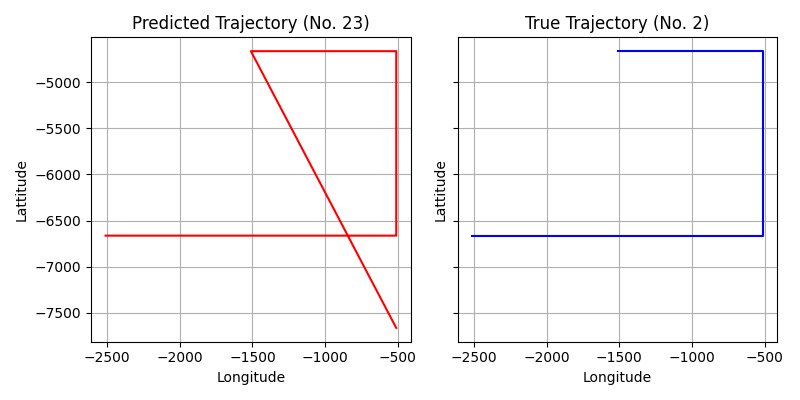 Predicted Trajectory (No. 23)
True Trajectory (No. 2)
−5000
−5500
−6000
−6500
−7000
−7500
Lattitude
Lattitude
−2500 −2000 −1500 −1000 −500
−2500 −2000 −1500 −1000 −500
Longitude
Longitude